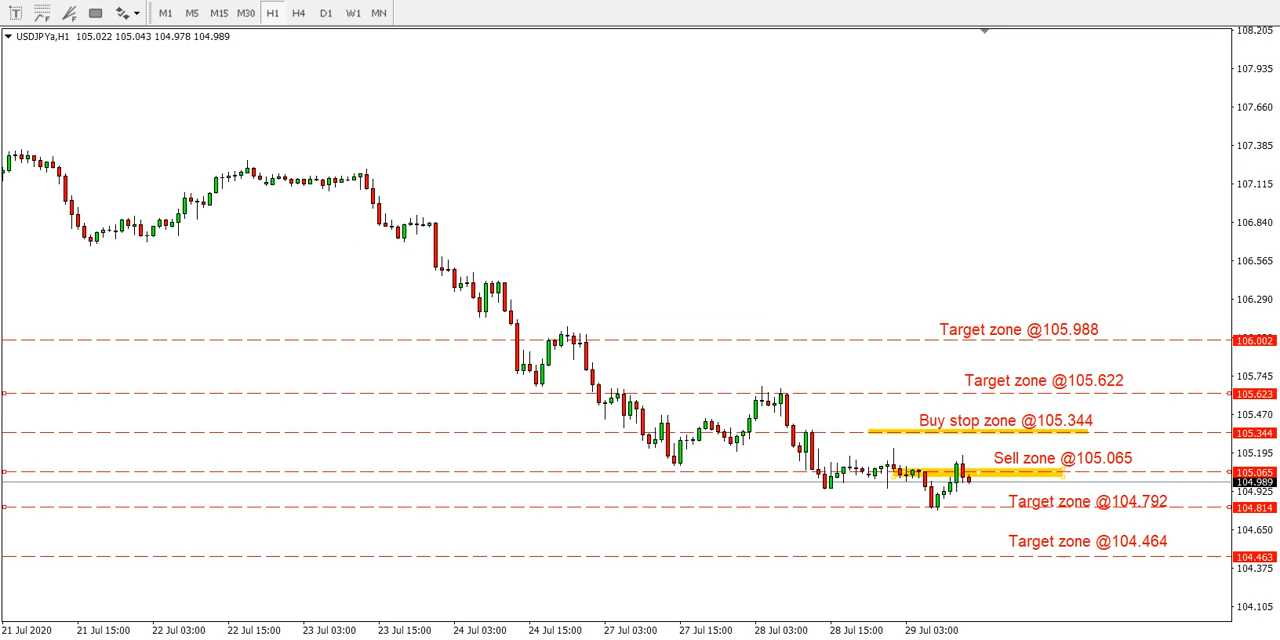 T F F M1 M5 M15 M30 H1 H4 D1 W1 MN
USDJPYa,H1 105.022 105.043 104.978 104.989
108.205
107.935
107.660
107.385
107.115
106.840
106.565
106.290
Target zone @105.988
106.002
Target zone @105.622
105.745
105.623
Buy stop zone @105.344
105.470
105.344
Sell zone @105.065
105.195
105.065
104.989
104.925
Target zone @104.792
104.814
104.650
Target zone @104.464
104.463
104.375
104.105
21 Jul 2020 21 Jul 15:00 22 Jul 03:00 22 Jul 15:00 23 Jul 03:00 23 Jul 15:00 24 Jul 03:00 24 Jul 15:00 27 Jul 03:00 27 Jul 15:00 28 Jul 03:00 28 Jul 15:00 29 Jul 03:00